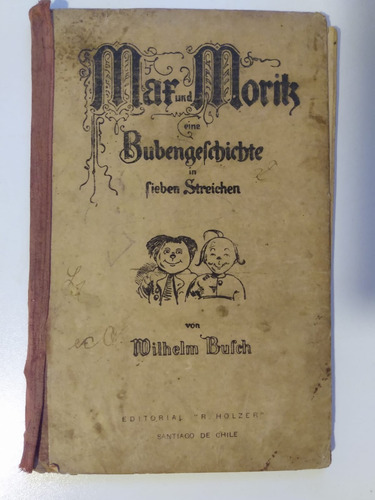 Max und Moritz
eine
Bubengeſchichte
in
ſieben Streichen
von
Wilhelm Buſch
EDITORIAL "R. HOLZER"
SANTIAGO DE CHILE